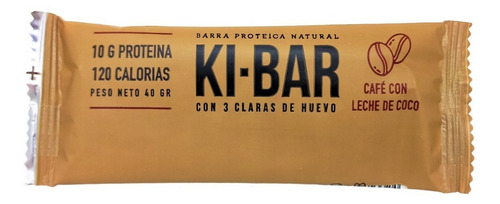 BARRA PROTEICA NATURAL
10 G PROTEINA
120 CALORIAS
PESO NETO 40 GR
KI·BAR
CON 3 CLARAS DE HUEVO
CAFÉ CON
LECHE DE COCO